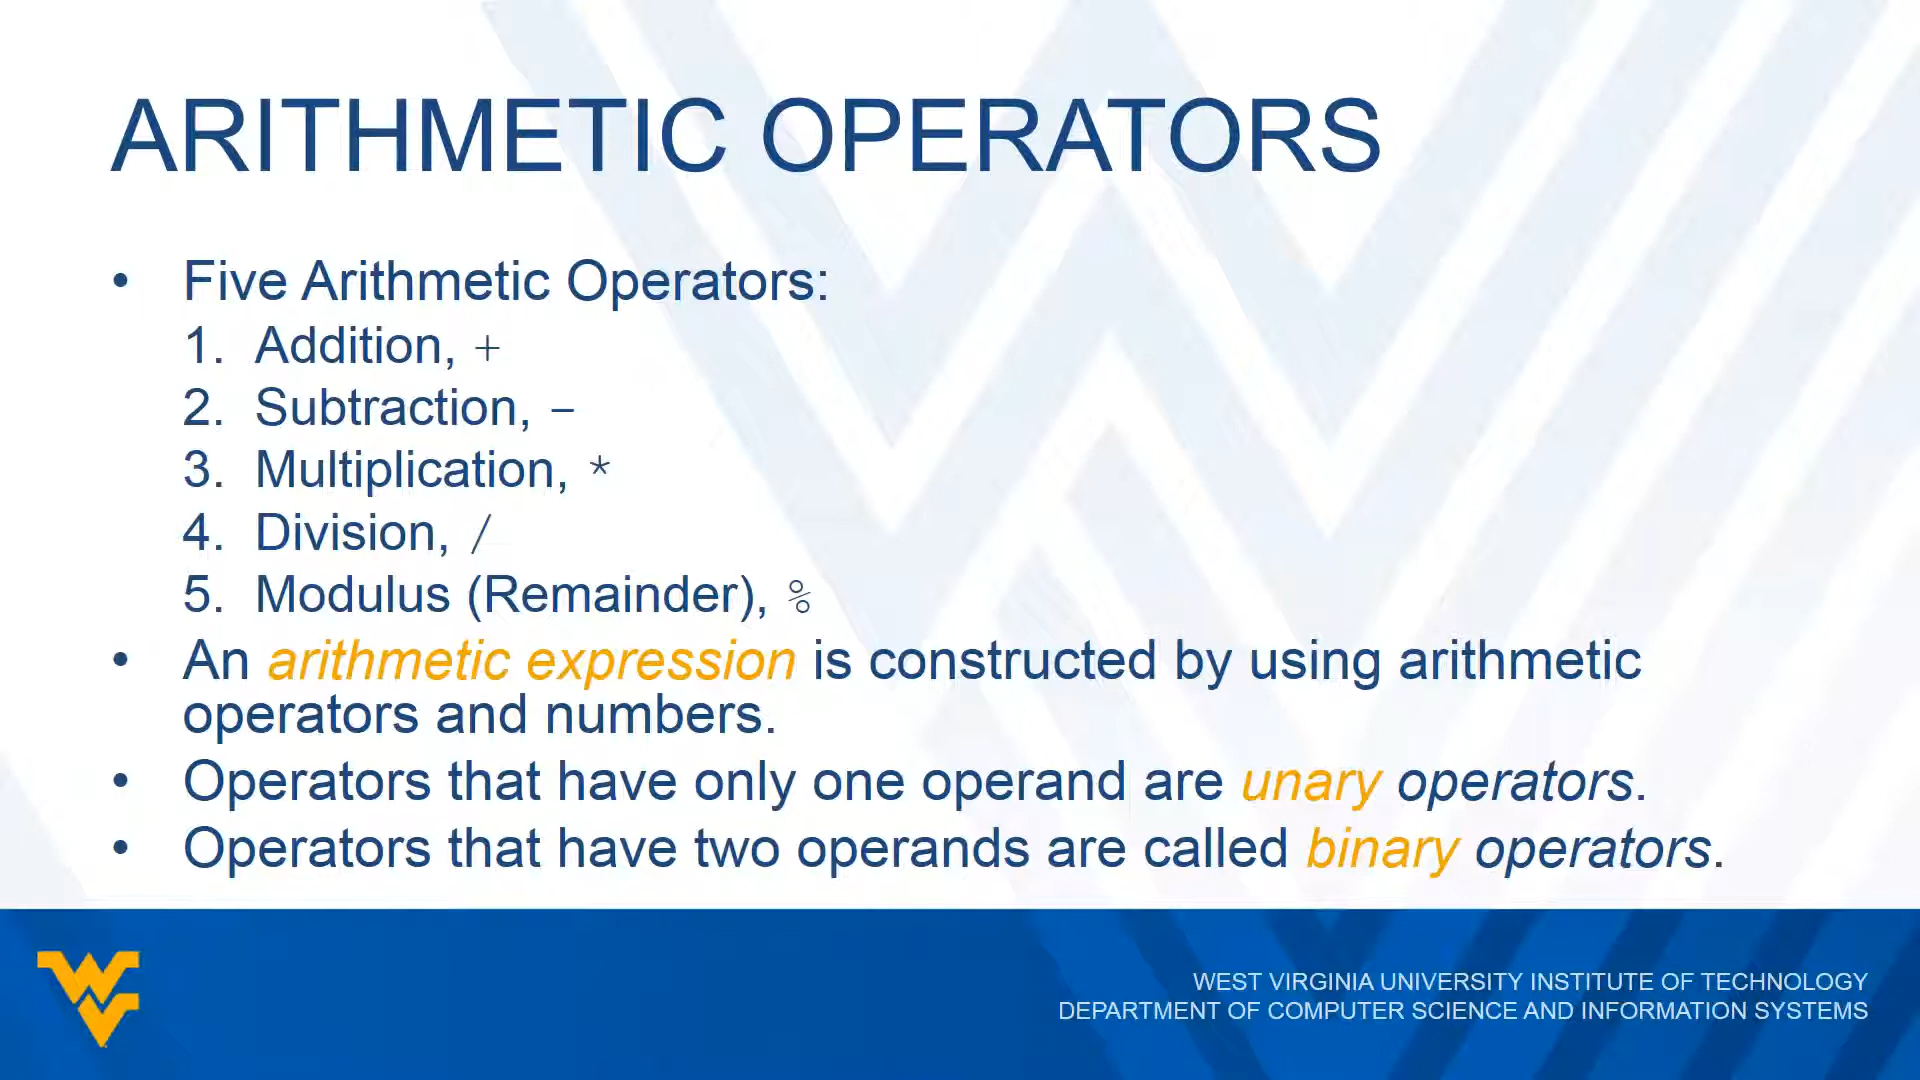 ARITHMETIC OPERATORS
• Five Arithmetic Operators:
1. Addition, +
2. Subtraction, –
3. Multiplication, *
4. Division, /
5. Modulus (Remainder), %
• An arithmetic expression is constructed by using arithmetic
operators and numbers.
• Operators that have only one operand are unary operators.
• Operators that have two operands are called binary operators.
WEST VIRGINIA UNIVERSITY INSTITUTE OF TECHNOLOGY
DEPARTMENT OF COMPUTER SCIENCE AND INFORMATION SYSTEMS